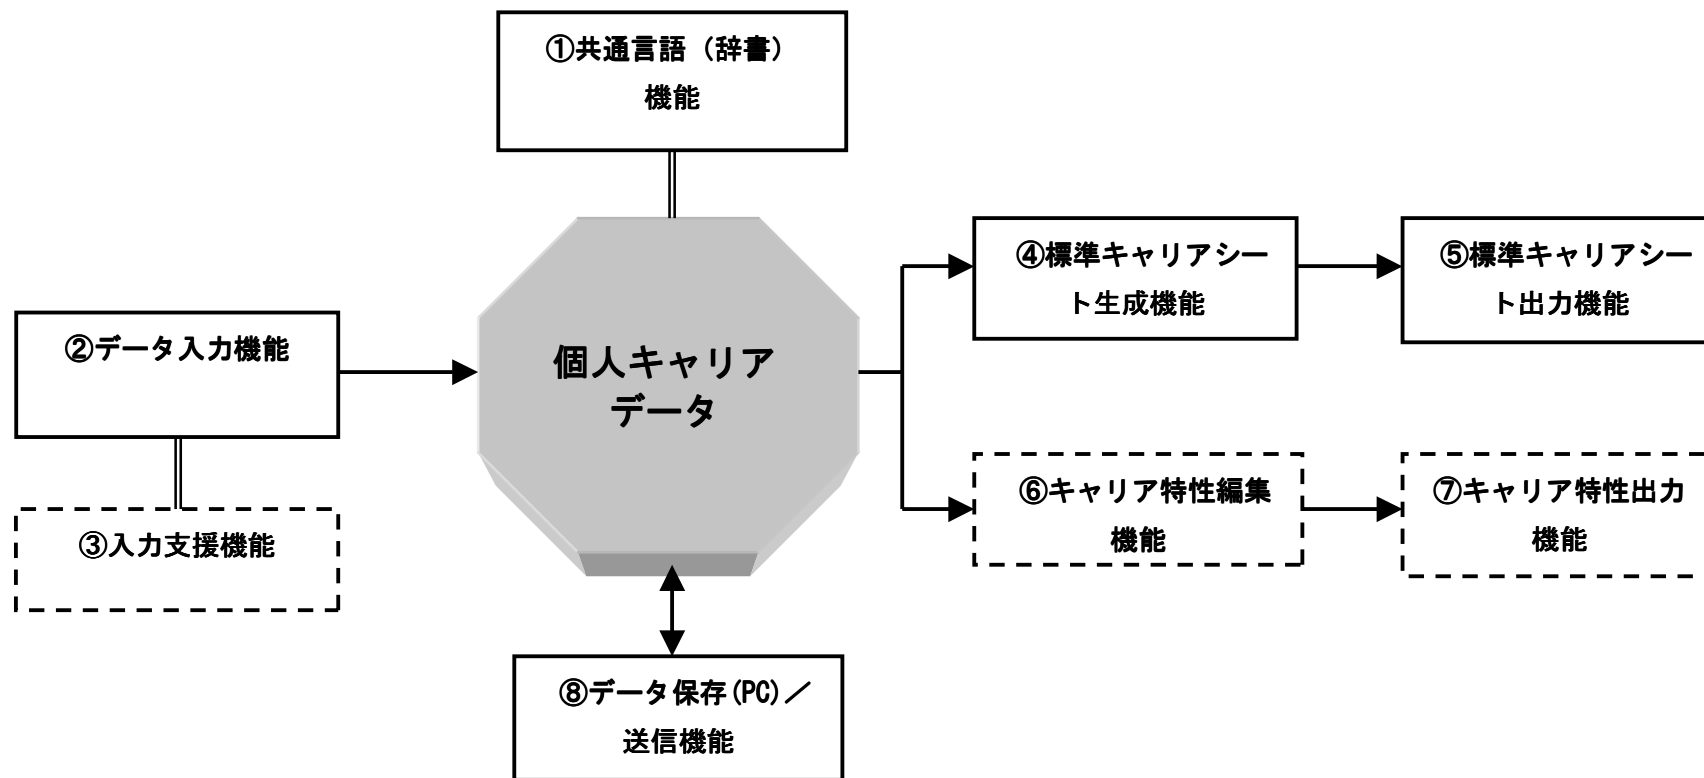 ①共通言語（辞書）
機能
②データ入力機能
③入力支援機能
個人キャリア
データ
④標準キャリアシー
ト生成機能
⑤標準キャリアシー
ト出力機能
⑥キャリア特性編集
機能
⑦キャリア特性出力
機能
⑧データ保存(PC)／
送信機能